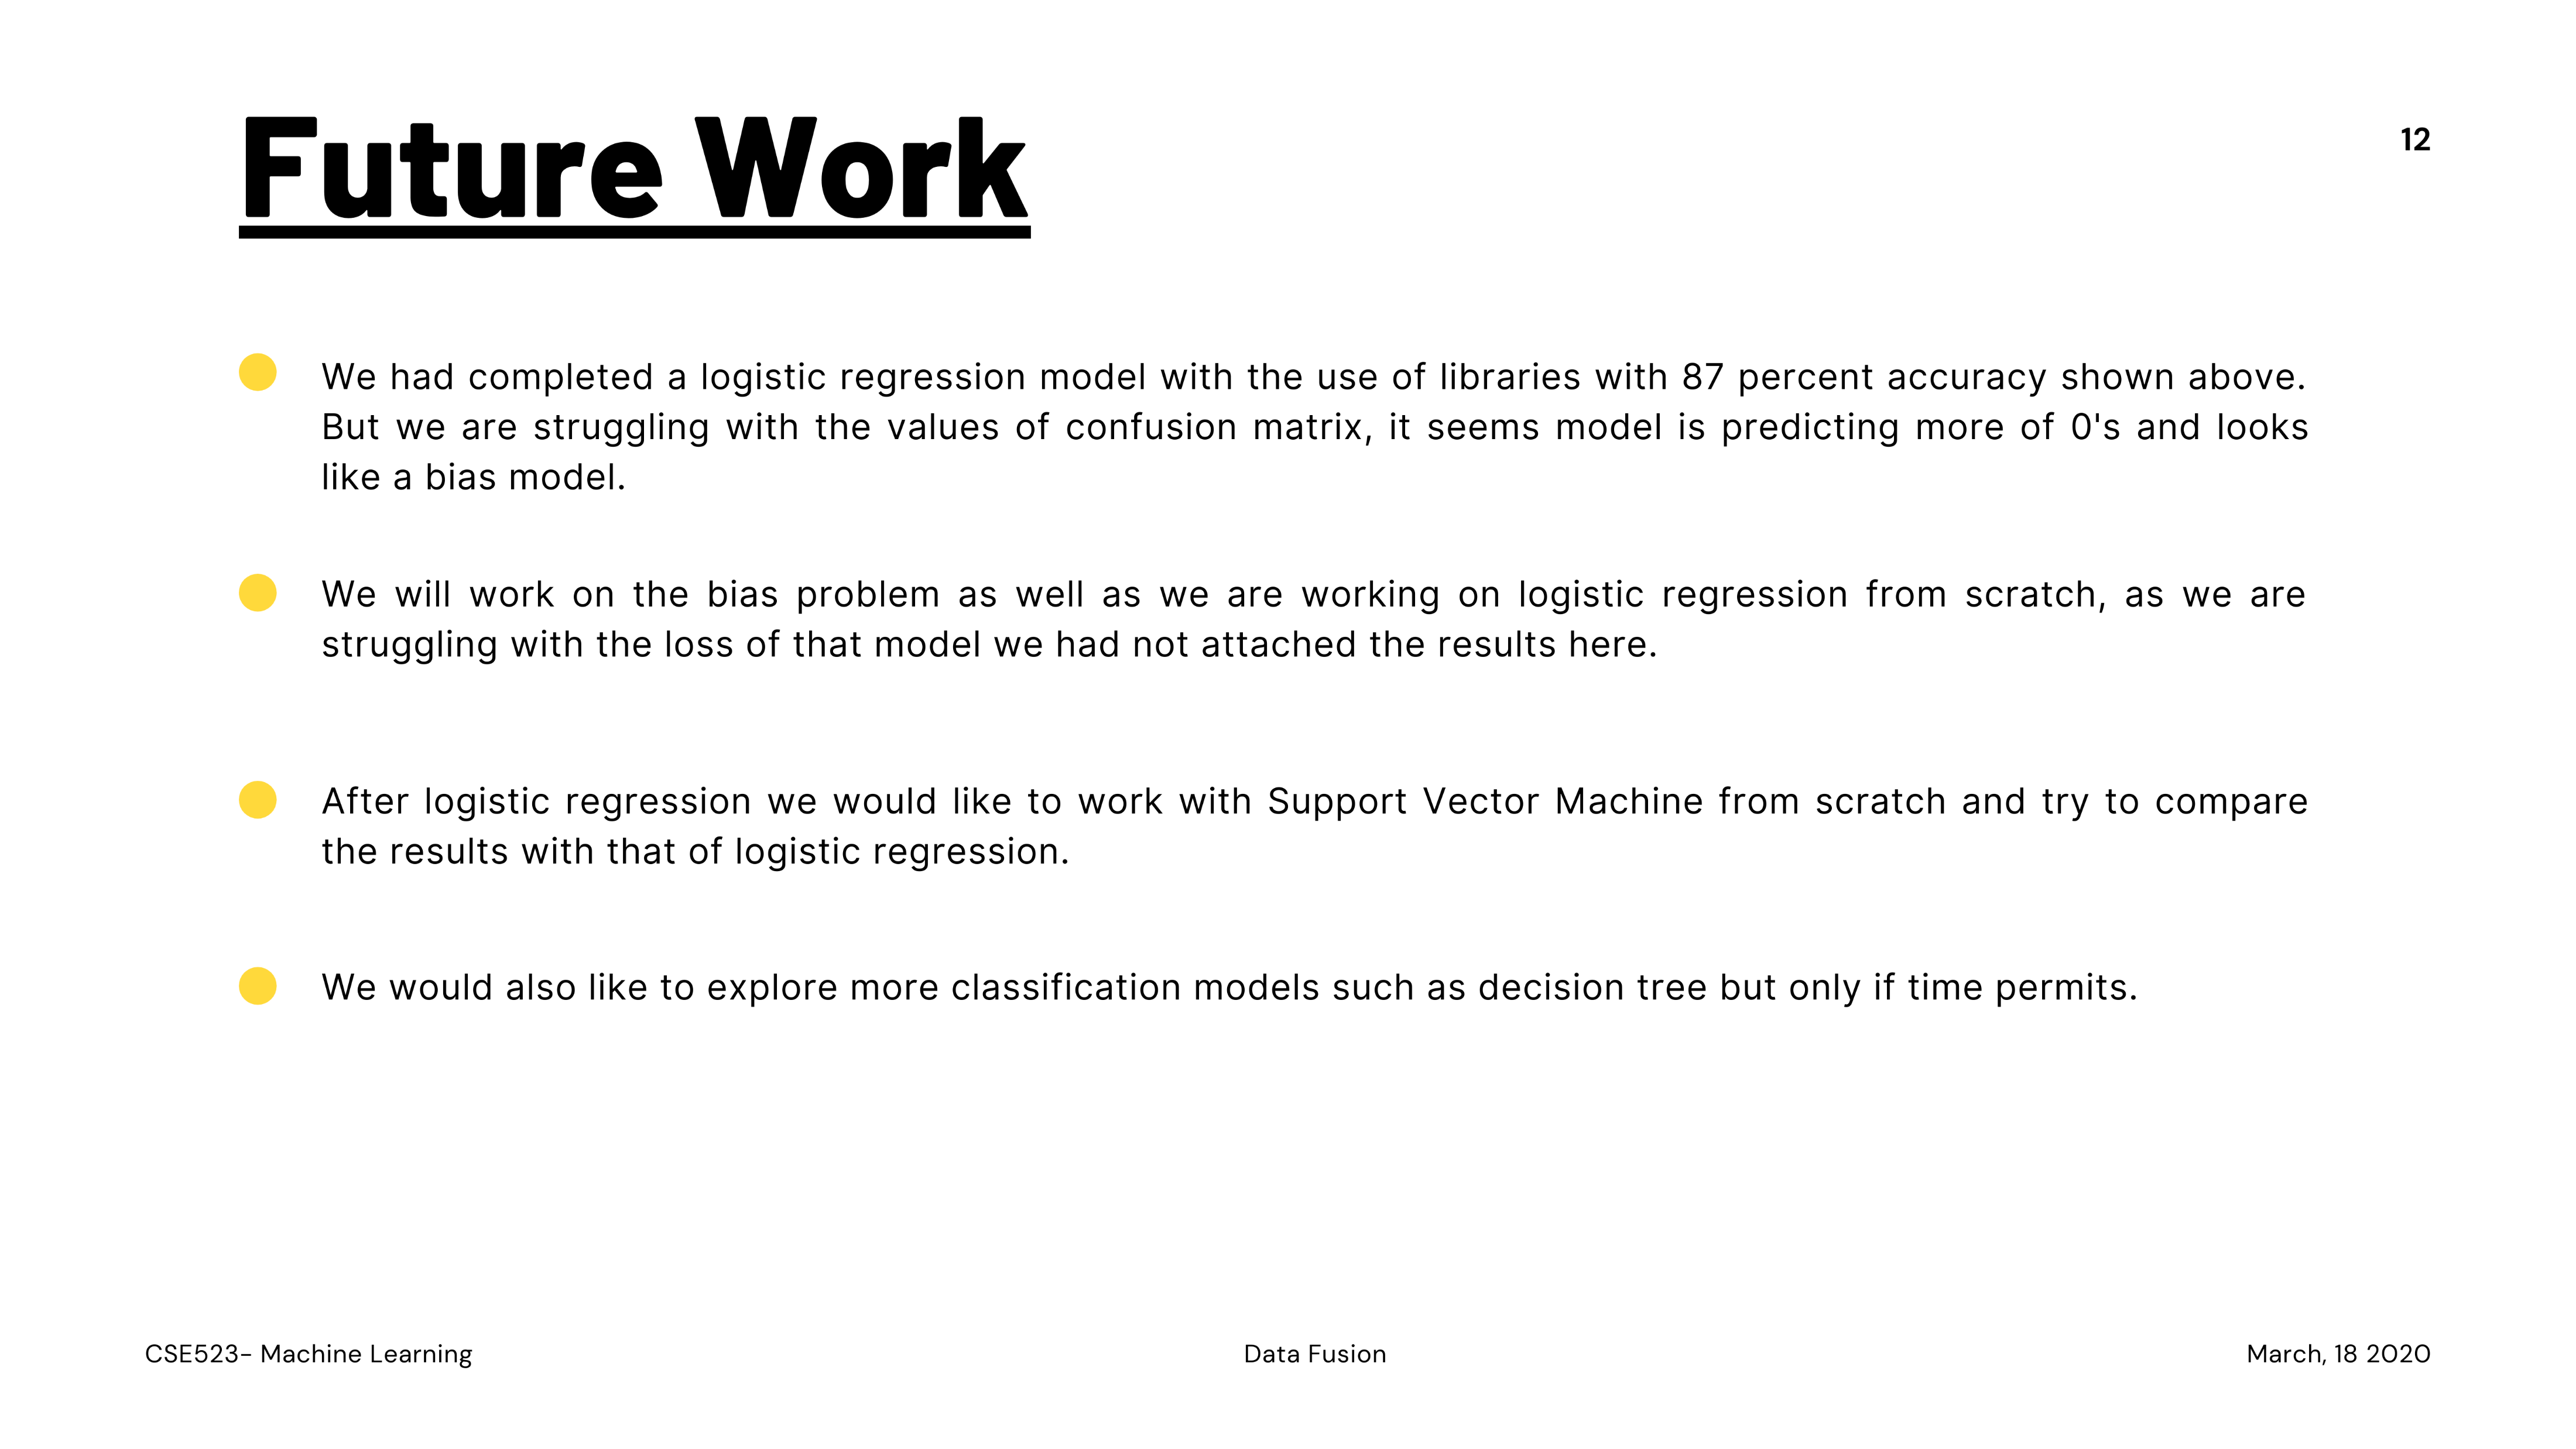 Future Work
12
We had completed a logistic regression model with the use of libraries with 87 percent accuracy shown above.
But we are struggling with the values of confusion matrix, it seems model is predicting more of 0's and looks
like a bias model.
We will work on the bias problem as well as we are working on logistic regression from scratch, as we are
struggling with the loss of that model we had not attached the results here.
After logistic regression we would like to work with Support Vector Machine from scratch and try to compare
the results with that of logistic regression.
We would also like to explore more classification models such as decision tree but only if time permits.
CSE523- Machine Learning
Data Fusion
March, 18 2020